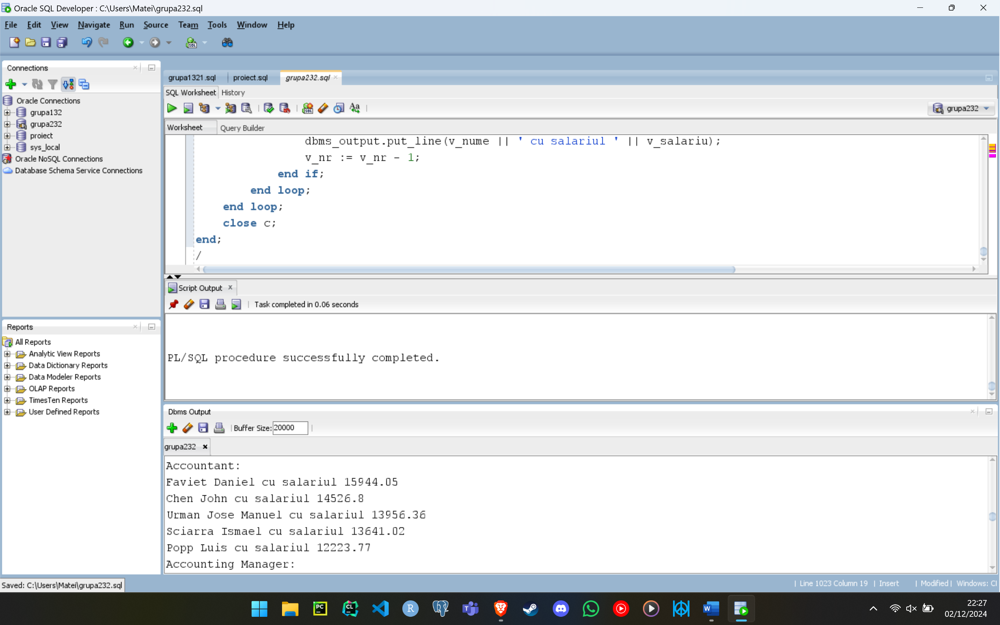 Oracle SQL Developer : C:\Users\Matei\grupa232.sql
File Edit View Navigate Run Source Team Tools Window Help
Connections
Oracle Connections
grupa132
grupa232
proiect
sys_local
Oracle NoSQL Connections
Database Schema Service Connections
Reports
All Reports
Analytic View Reports
Data Dictionary Reports
Data Modeler Reports
OLAP Reports
TimesTen Reports
User Defined Reports
grupa1321.sql proiect.sql grupa232.sql
SQL Worksheet History
grupa232
Worksheet Query Builder
dbms_output.put_line(v_nume || ' cu salariul ' || v_salariu);
v_nr := v_nr - 1;
end if;
end loop;
end loop;
close c;
end;
/
Script Output
Task completed in 0.06 seconds
PL/SQL procedure successfully completed.
Dbms Output
Buffer Size: 20000
grupa232
Accountant:
Faviet Daniel cu salariul 15944.05
Chen John cu salariul 14526.8
Urman Jose Manuel cu salariul 13956.36
Sciarra Ismael cu salariul 13641.02
Popp Luis cu salariul 12223.77
Accounting Manager:
Saved: C:\Users\Matei\grupa232.sql
| Line 1023 Column 19 | Insert | Modified | Windows: Cl
22:27
02/12/2024